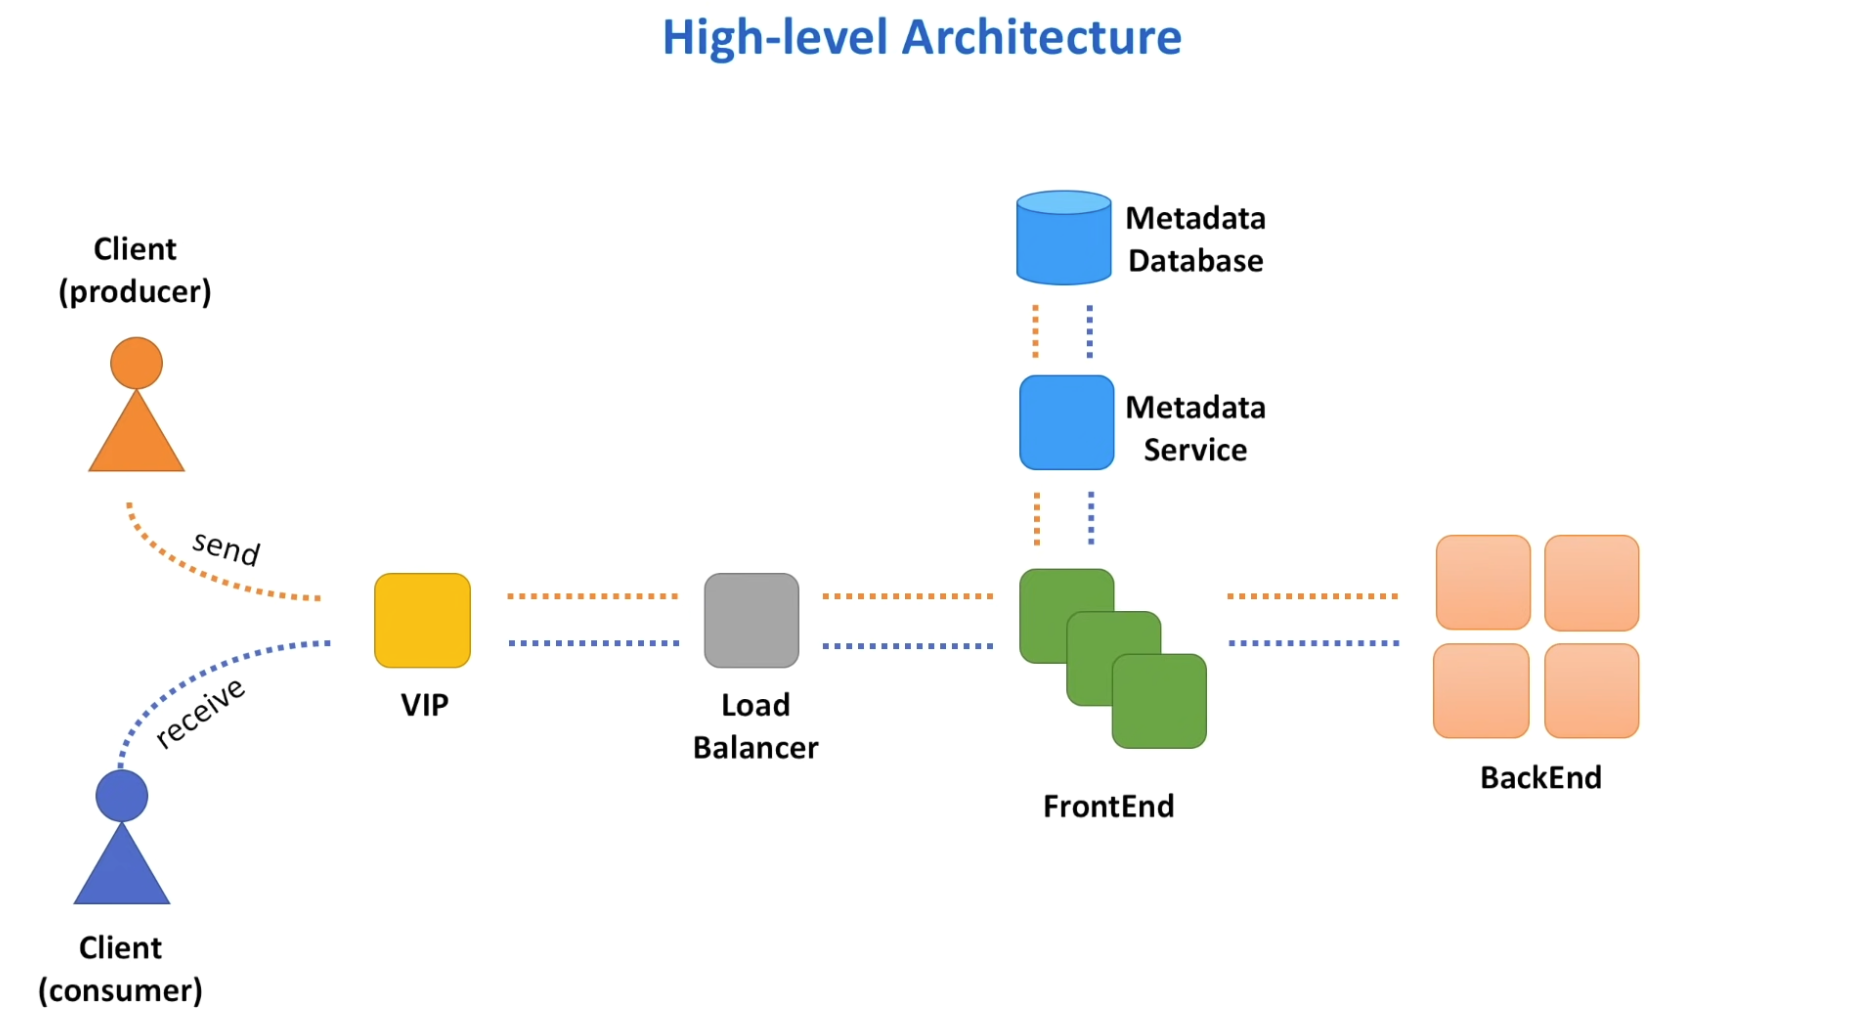 High-level Architecture
Client
(producer)
send
receive
Client
(consumer)
VIP
Load
Balancer
Metadata
Database
Metadata
Service
FrontEnd
BackEnd